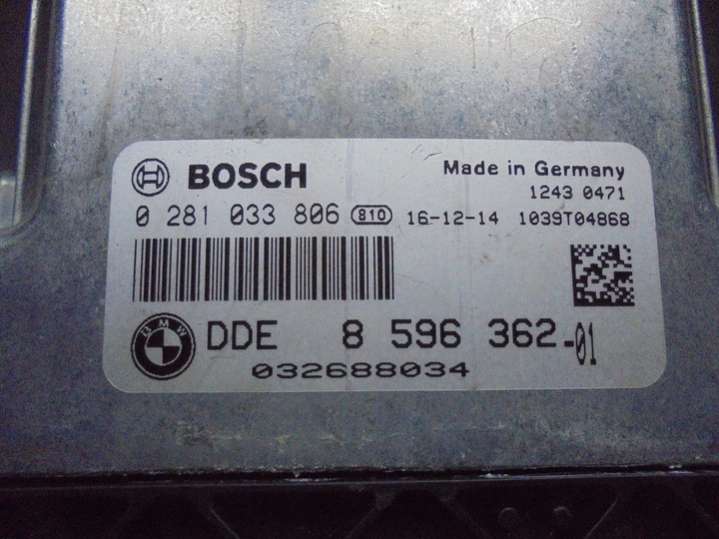 BOSCH
Made in Germany
1243 0471
0 281 033 806 810 16-12-14 1039T04868
BMW
DDE 8 596 362-01
032688034